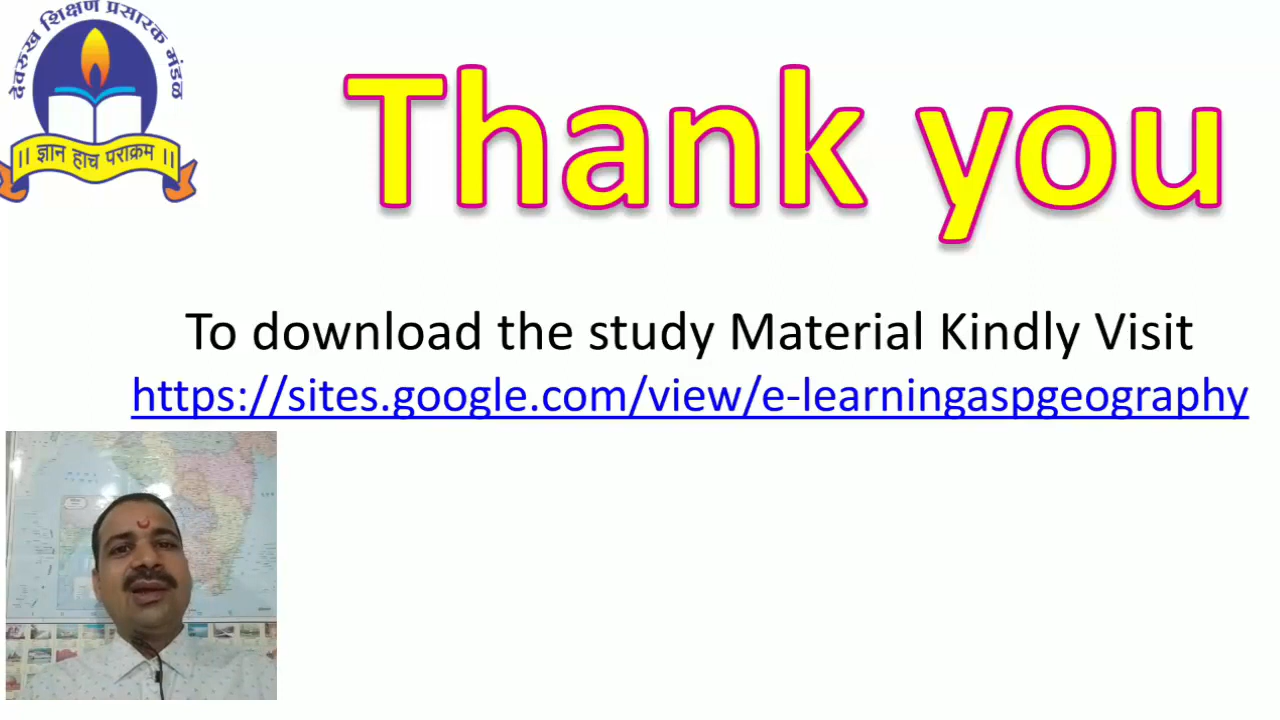 देवरुख शिक्षण प्रसारक मंडळ
|| ज्ञान हाच पराक्रम ||
Thank you
To download the study Material Kindly Visit
https://sites.google.com/view/e-learningaspgeography